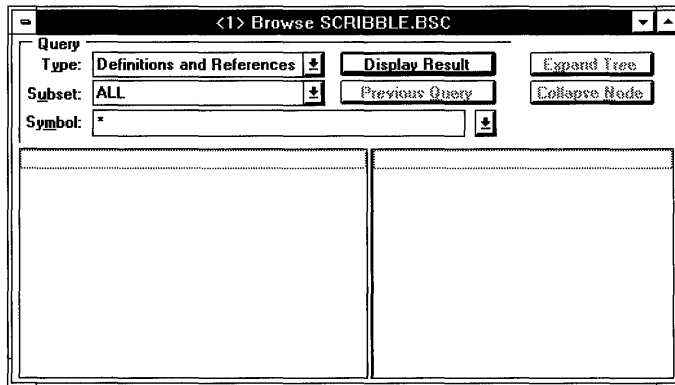 <1> Browse SCRIBBLE.BSC
Query
Type: Definitions and References Display Result Expand Tree
Subset: ALL Previous Query Collapse Node
Symbol: *